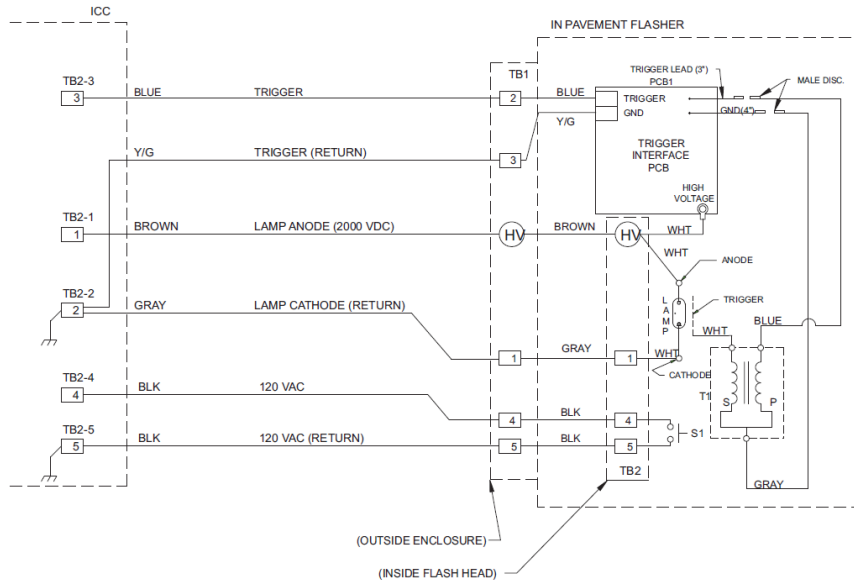 ICC
IN PAVEMENT FLASHER
TB2-3
3
BLUE
TRIGGER
TB1
2
BLUE
TRIGGER LEAD (3")
PCB1
MALE DISC.
TRIGGER
GND
GND(4")
Y/G
TRIGGER
INTERFACE
PCB
Y/G
TRIGGER (RETURN)
3
HIGH
VOLTAGE
TB2-1
1
BROWN
LAMP ANODE (2000 VDC)
HV
BROWN
HV
WHT
WHT
ANODE
TB2-2
2
GRAY
LAMP CATHODE (RETURN)
LAMP
TRIGGER
BLUE
WHT
1
GRAY
1
WHT
CATHODE
TB2-4
4
BLK
120 VAC
T1
S
P
4
BLK
4
TB2-5
5
BLK
120 VAC (RETURN)
5
BLK
5
S1
TB2
GRAY
(OUTSIDE ENCLOSURE)
(INSIDE FLASH HEAD)